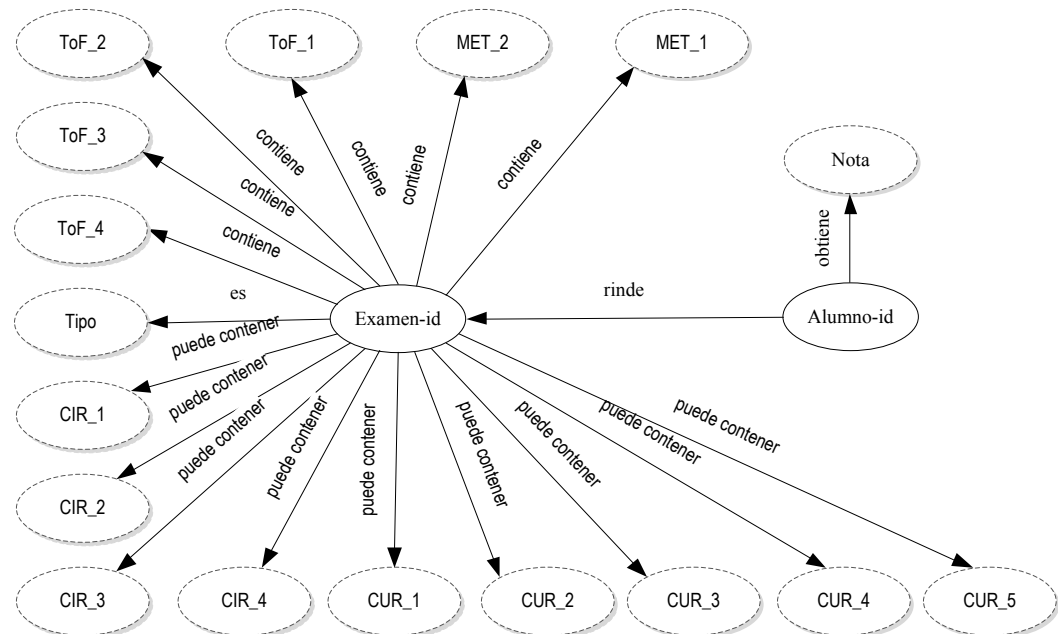 ToF_2
ToF_1
MET_2
MET_1
ToF_3
Nota
ToF_4
contiene
contiene
contiene
contiene
contiene
contiene
obtiene
es
rinde
Tipo
Examen-id
Alumno-id
puede contener
puede contener
puede contener
puede contener
puede contener
puede contener
puede contener
puede contener
puede contener
CIR_1
CIR_2
CIR_3
CIR_4
CUR_1
CUR_2
CUR_3
CUR_4
CUR_5